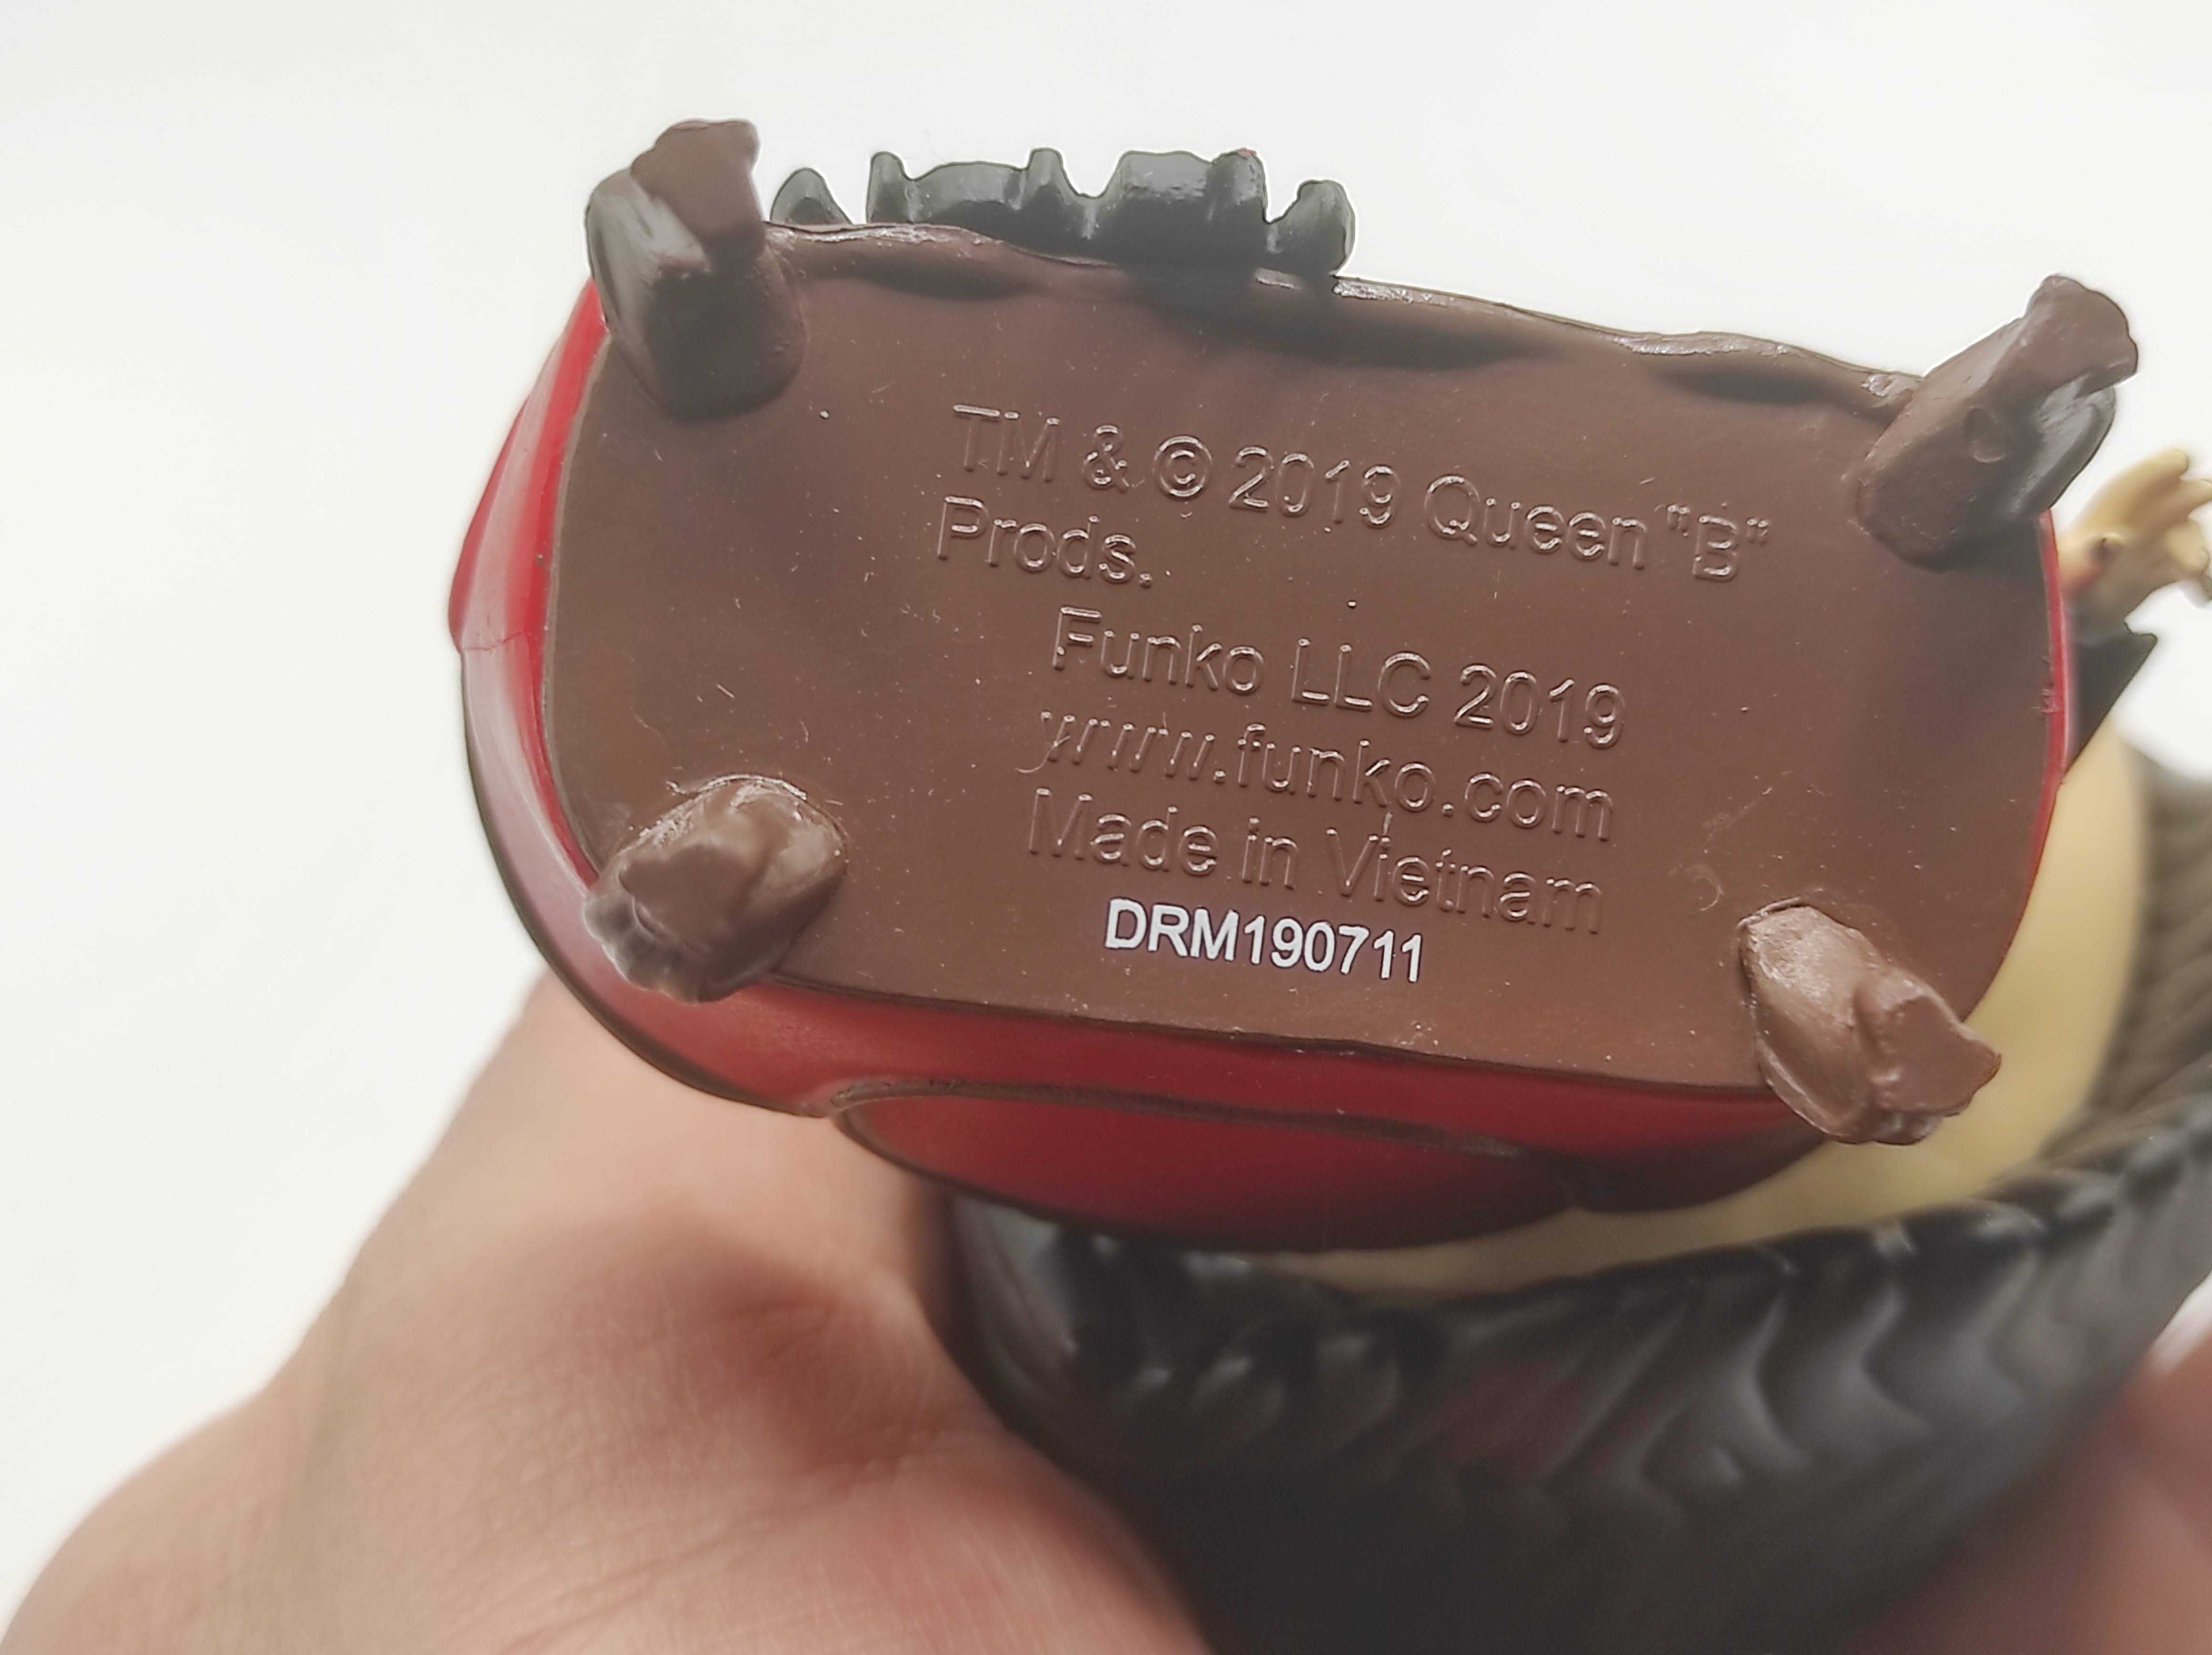 TM & © 2019 Queen "B"
Prods.
Funko LLC 2019
www.funko.com
Made in Vietnam
DRM190711